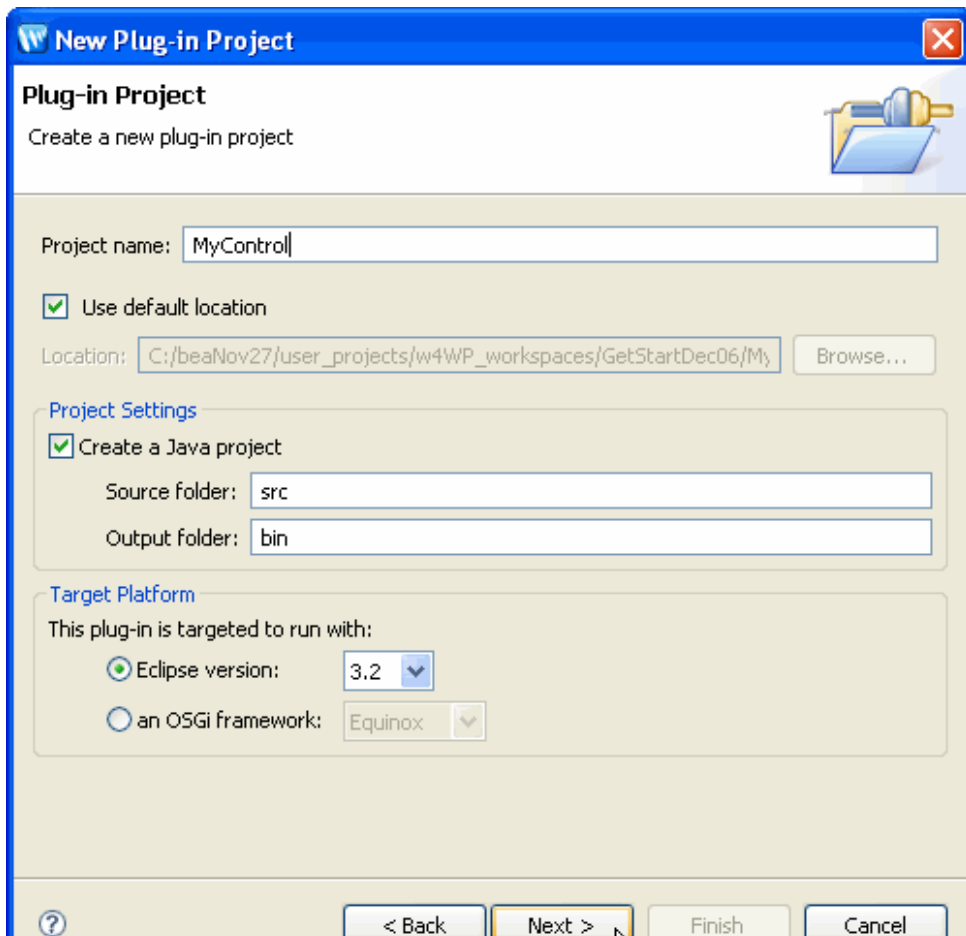 New Plug-in Project
Plug-in Project
Create a new plug-in project
Project name: MyControl
Use default location
Location: C:/beaNov27/user_projects/w4WP_workspaces/GetStartDec06/My Browse...
Project Settings
Create a Java project
Source folder: src
Output folder: bin
Target Platform
This plug-in is targeted to run with:
Eclipse version: 3.2
an OSGi framework: Equinox
? < Back Next > Finish Cancel